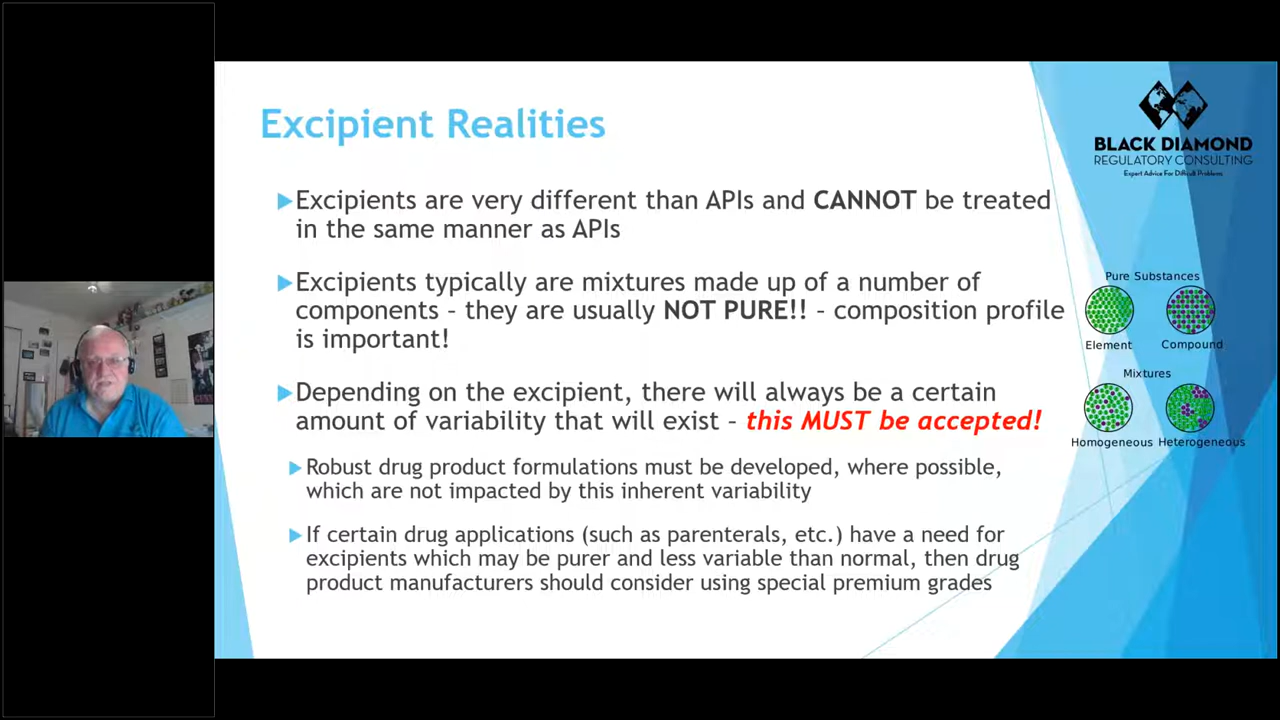 Excipient Realities
BLACK DIAMOND
REGULATORY CONSULTING
Expert Advice For Difficult Problems
Excipients are very different than APIs and CANNOT be treated
in the same manner as APIs
Excipients typically are mixtures made up of a number of
components – they are usually NOT PURE!! – composition profile
is important!
Depending on the excipient, there will always be a certain
amount of variability that will exist – this MUST be accepted!
Robust drug product formulations must be developed, where possible,
which are not impacted by this inherent variability
If certain drug applications (such as parenterals, etc.) have a need for
excipients which may be purer and less variable than normal, then drug
product manufacturers should consider using special premium grades
Pure Substances
Element Compound
Mixtures
Homogeneous Heterogeneous